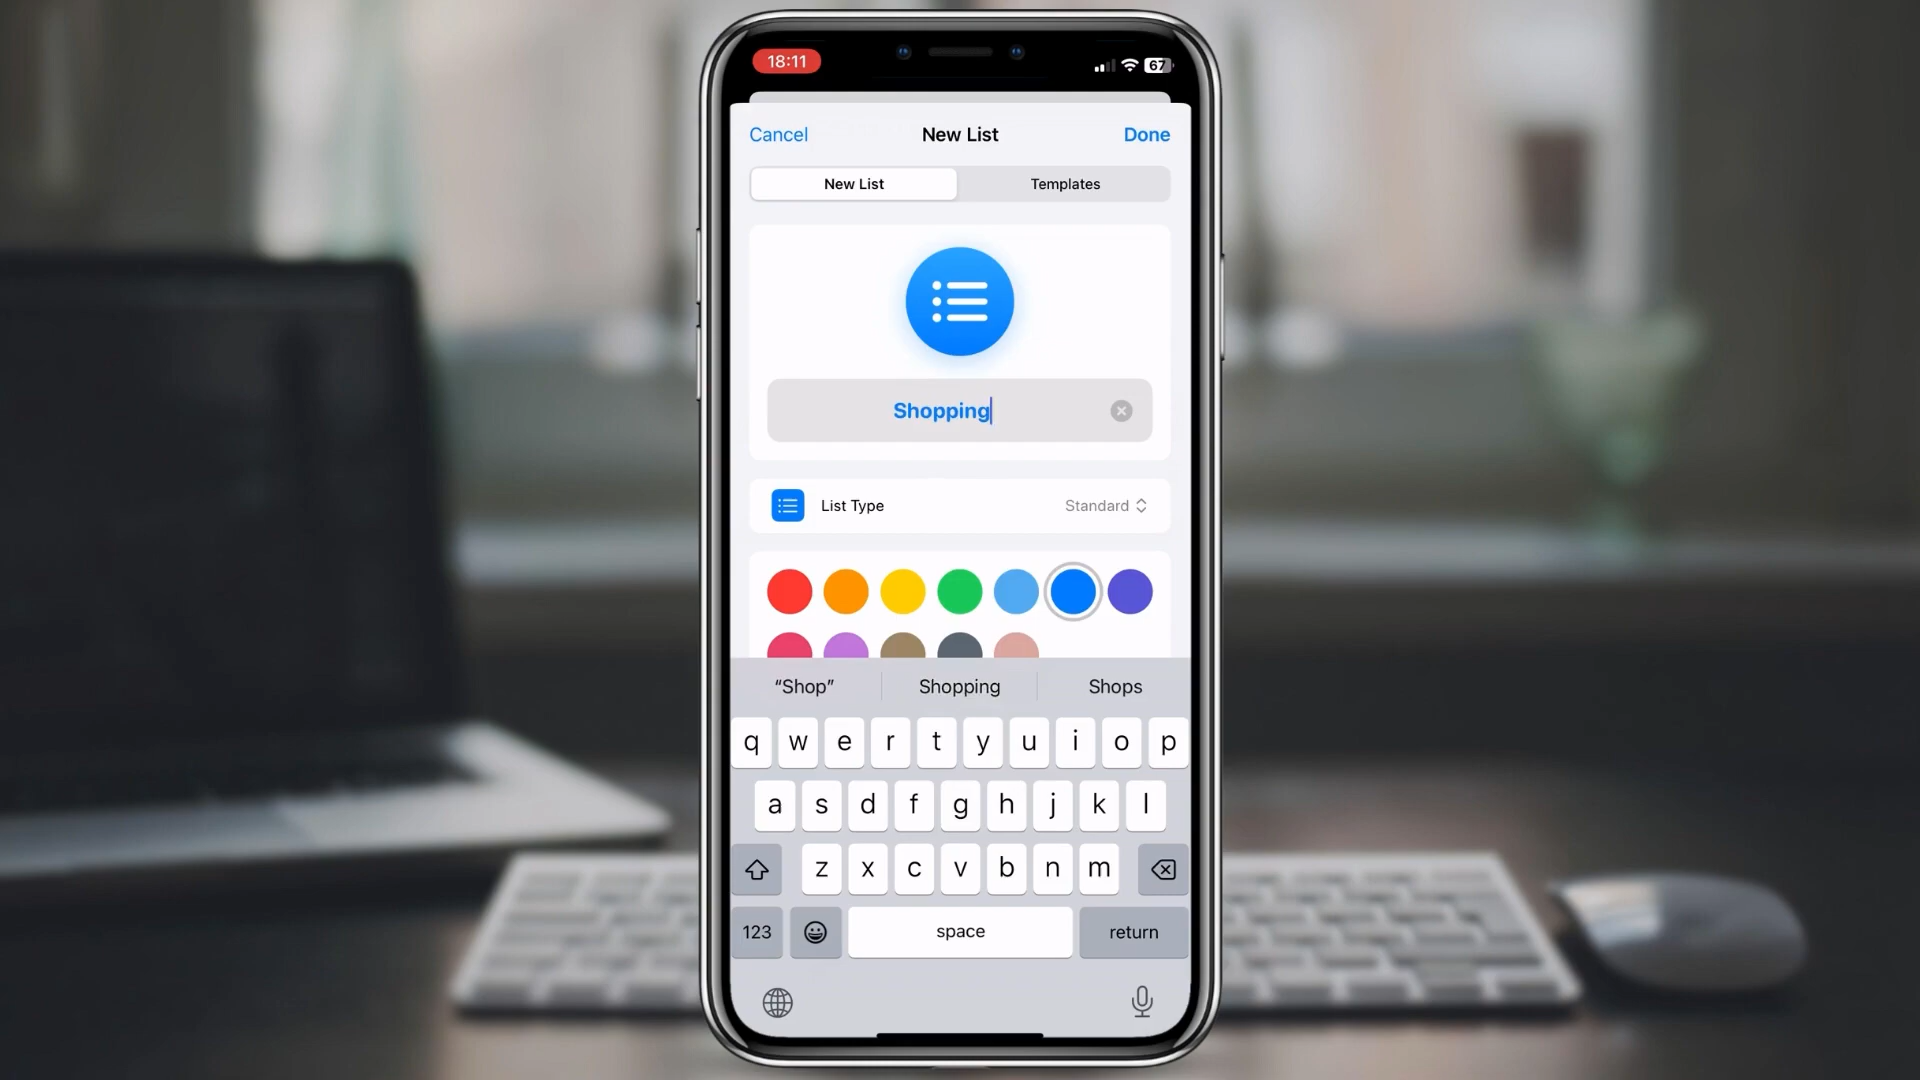 18:11
67
Cancel New List Done
New List Templates
Shopping
List Type Standard
“Shop” Shopping Shops
q w e r t y u i o p
a s d f g h j k l
z x c v b n m
123 space return